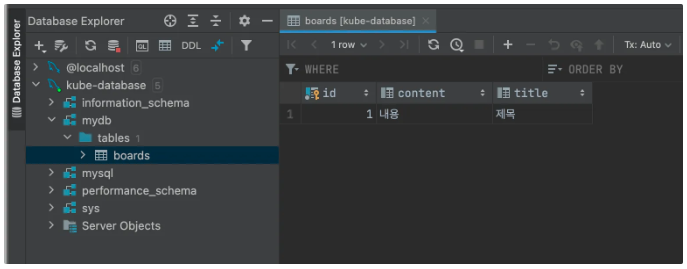 Database Explorer
Database Explorer
DDL
@localhost 6
kube-database 5
information_schema
mydb
tables 1
boards
mysql
performance_schema
sys
Server Objects
boards [kube-database]
1 row
Tx: Auto
WHERE
ORDER BY
id content title
1 1 내용 제목